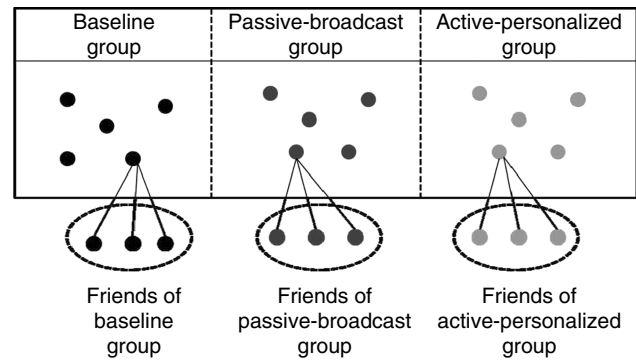 Baseline
group
Passive-broadcast
group
Active-personalized
group
Friends of
baseline
group
Friends of
passive-broadcast
group
Friends of
active-personalized
group